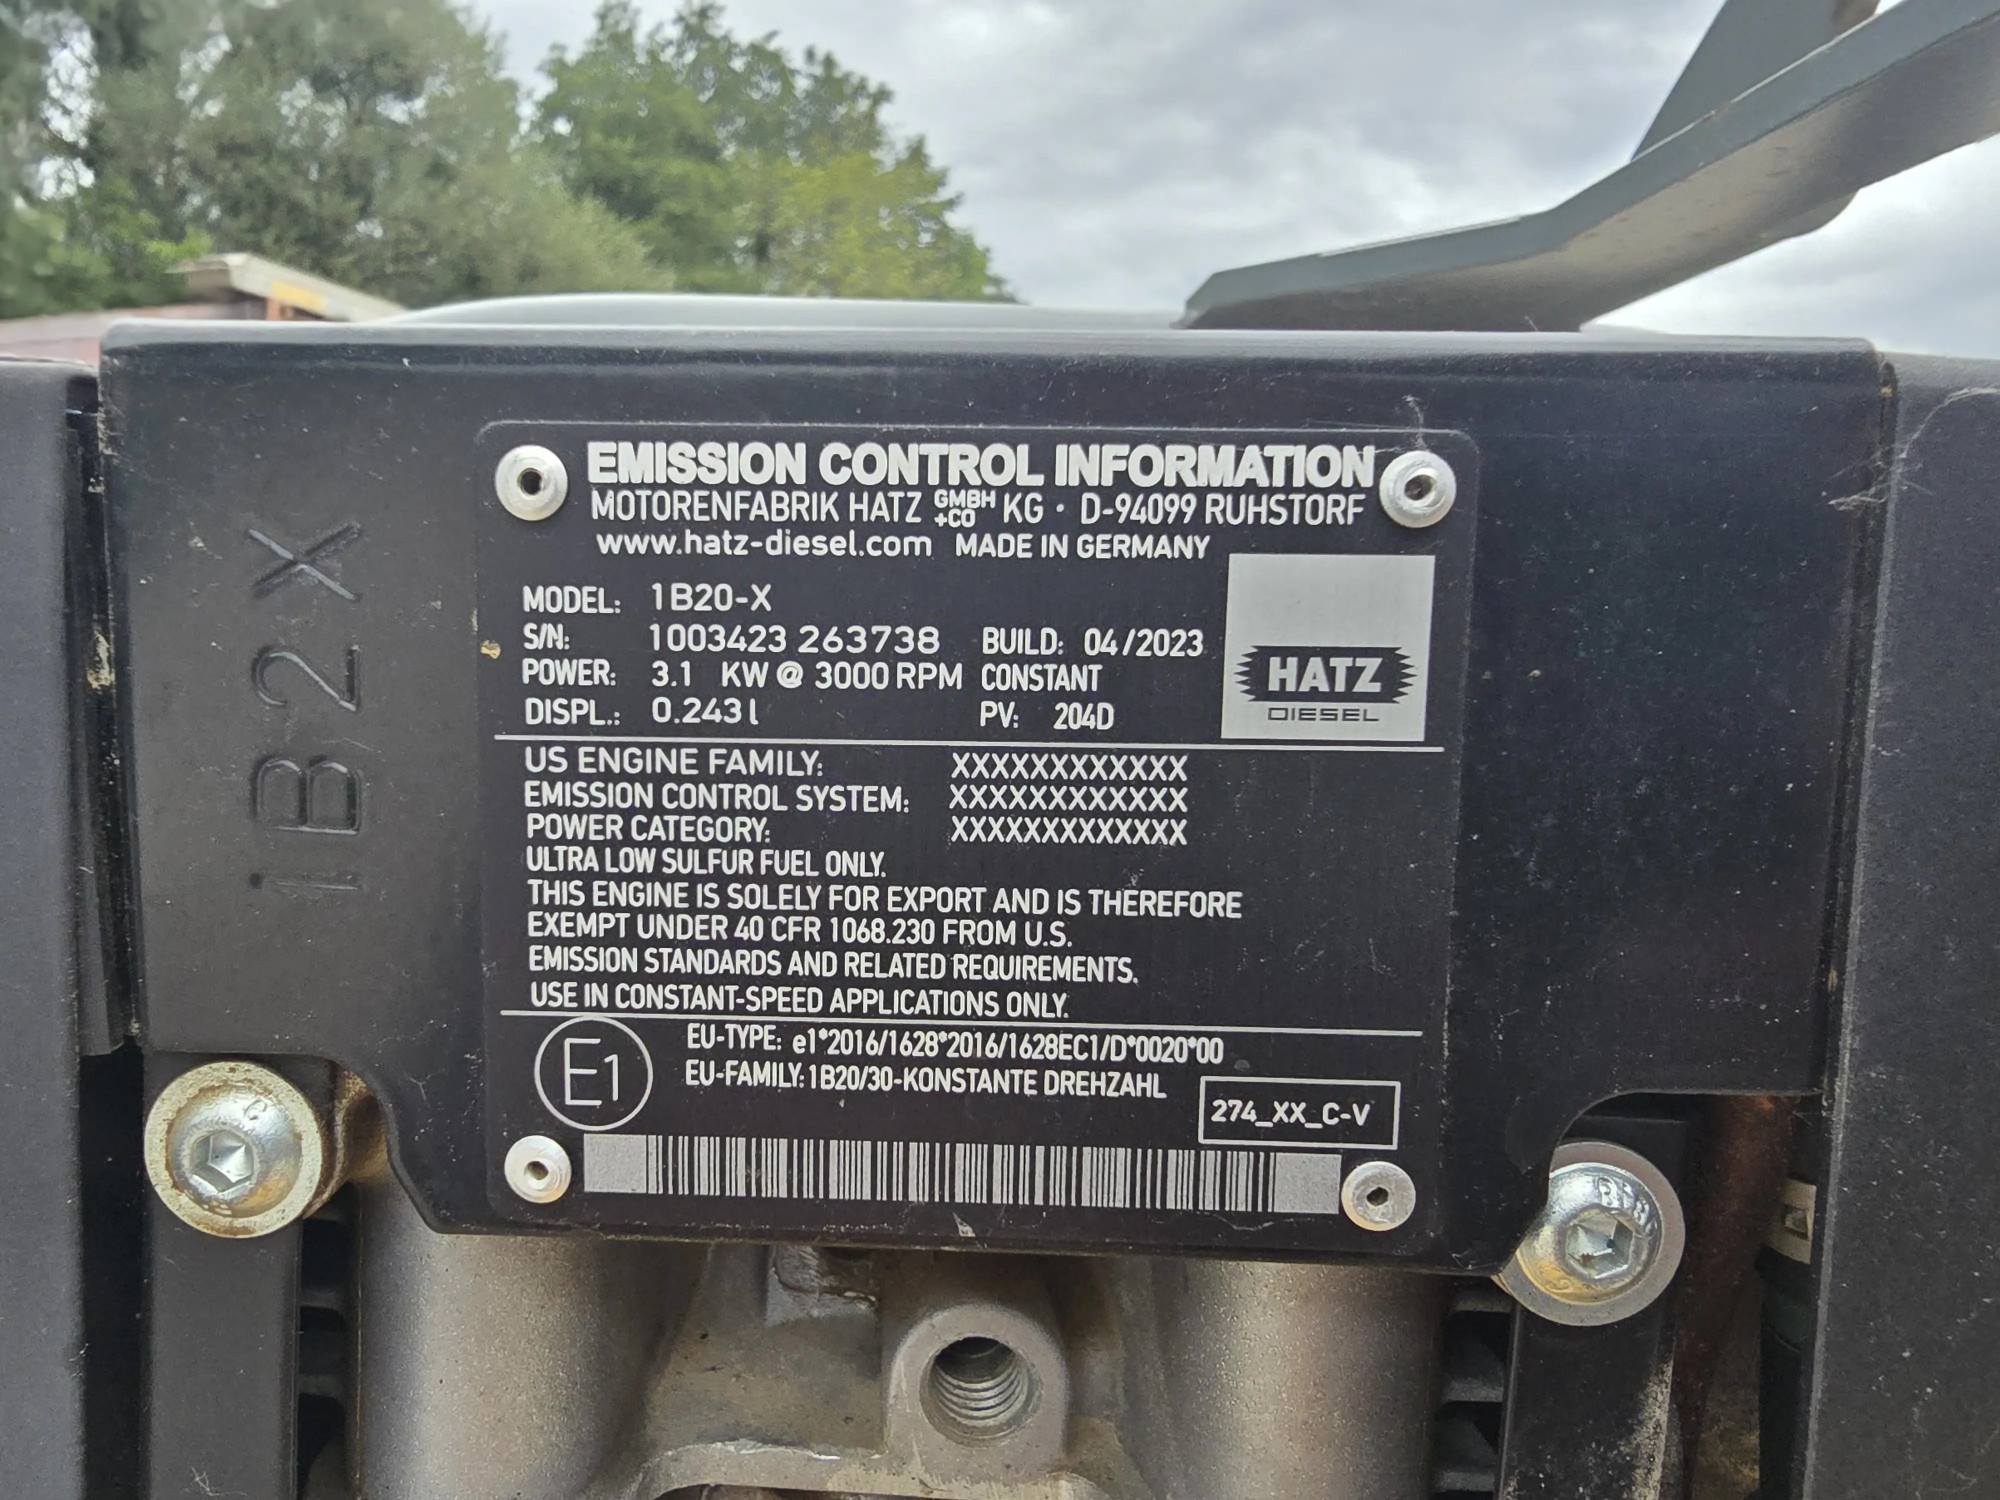 1B2X
EMISSION CONTROL INFORMATION
MOTORENFABRIK HATZ GMBH +CO KG · D-94099 RUHSTORF
www.hatz-diesel.com MADE IN GERMANY
MODEL: 1B20-X
S/N: 1003423 263738 BUILD: 04/2023
POWER: 3.1 KW @ 3000 RPM CONSTANT
DISPL.: 0.243 l PV: 204D
HATZ
DIESEL
US ENGINE FAMILY: XXXXXXXXXXXX
EMISSION CONTROL SYSTEM: XXXXXXXXXXXX
POWER CATEGORY: XXXXXXXXXXXXX
ULTRA LOW SULFUR FUEL ONLY.
THIS ENGINE IS SOLELY FOR EXPORT AND IS THEREFORE
EXEMPT UNDER 40 CFR 1068.230 FROM U.S.
EMISSION STANDARDS AND RELATED REQUIREMENTS.
USE IN CONSTANT-SPEED APPLICATIONS ONLY.
E1
EU-TYPE: e1*2016/1628*2016/1628EC1/D*0020*00
EU-FAMILY: 1B20/30-KONSTANTE DREHZAHL
274_XX_C-V